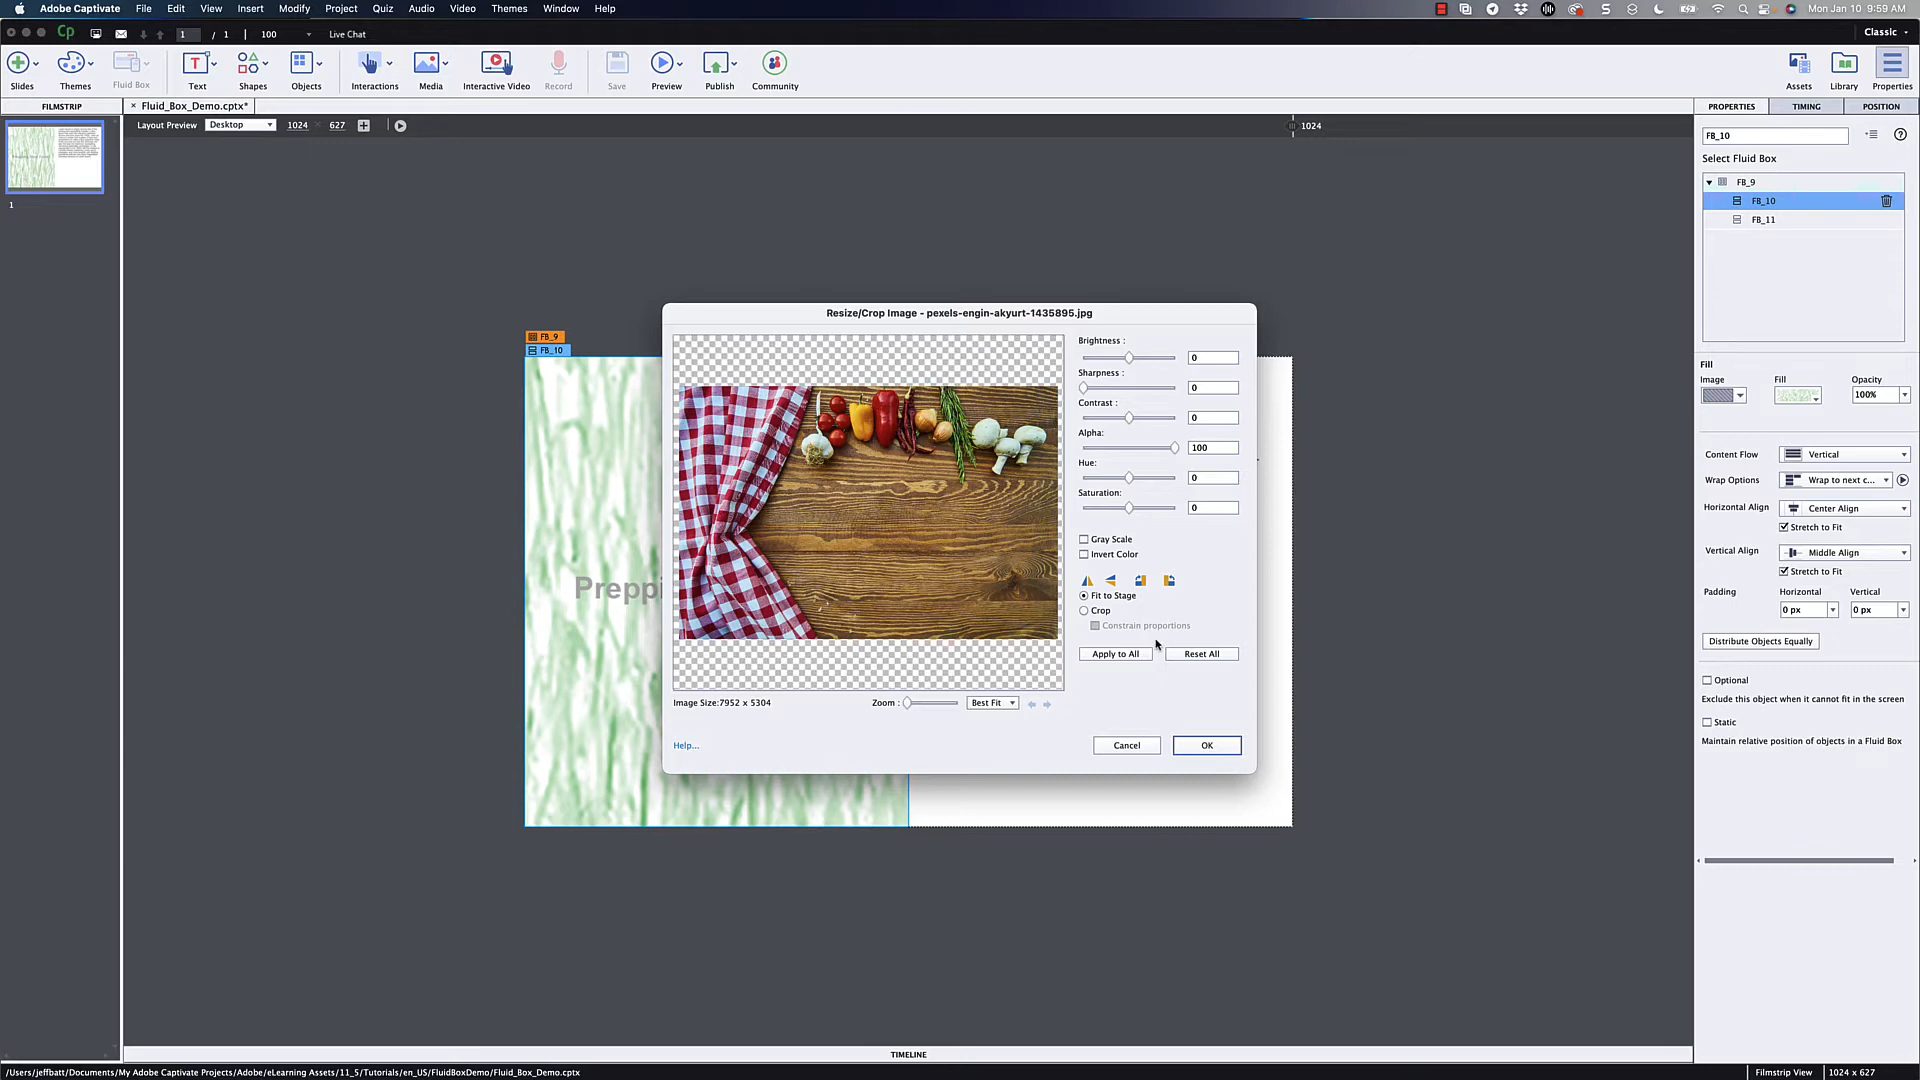 Adobe Captivate File Edit View Insert Modify Project Quiz Audio Video Themes Window Help Mon Jan 10 9:59 AM
Cp 1 / 1 100 Live Chat Classic
Slides Themes Fluid Box Text Shapes Objects Interactions Media Interactive Video Record Save Preview Publish Community Assets Library Properties
FILMSTRIP × Fluid_Box_Demo.cptx* PROPERTIES TIMING POSITION
Layout Preview Desktop 1024 × 627 1024
FB_10
Select Fluid Box
FB_9
FB_10
FB_11
1
FB_9
FB_10
Preppi
Resize/Crop Image - pexels-engin-akyurt-1435895.jpg
Brightness :
0
Sharpness :
0
Contrast :
0
Alpha:
100
Hue:
0
Saturation:
0
Gray Scale
Invert Color
Fit to Stage
Crop
Constrain proportions
Apply to All Reset All
Image Size:7952 x 5304 Zoom : Best Fit
Help... Cancel OK
Fill
Image Fill Opacity
100%
Content Flow Vertical
Wrap Options Wrap to next c...
Horizontal Align Center Align
Stretch to Fit
Vertical Align Middle Align
Stretch to Fit
Padding Horizontal Vertical
0 px 0 px
Distribute Objects Equally
Optional
Exclude this object when it cannot fit in the screen
Static
Maintain relative position of objects in a Fluid Box
TIMELINE
/Users/jeffbatt/Documents/My Adobe Captivate Projects/Adobe/eLearning Assets/11_5/Tutorials/en_US/FluidBoxDemo/Fluid_Box_Demo.cptx Filmstrip View 1024 x 627